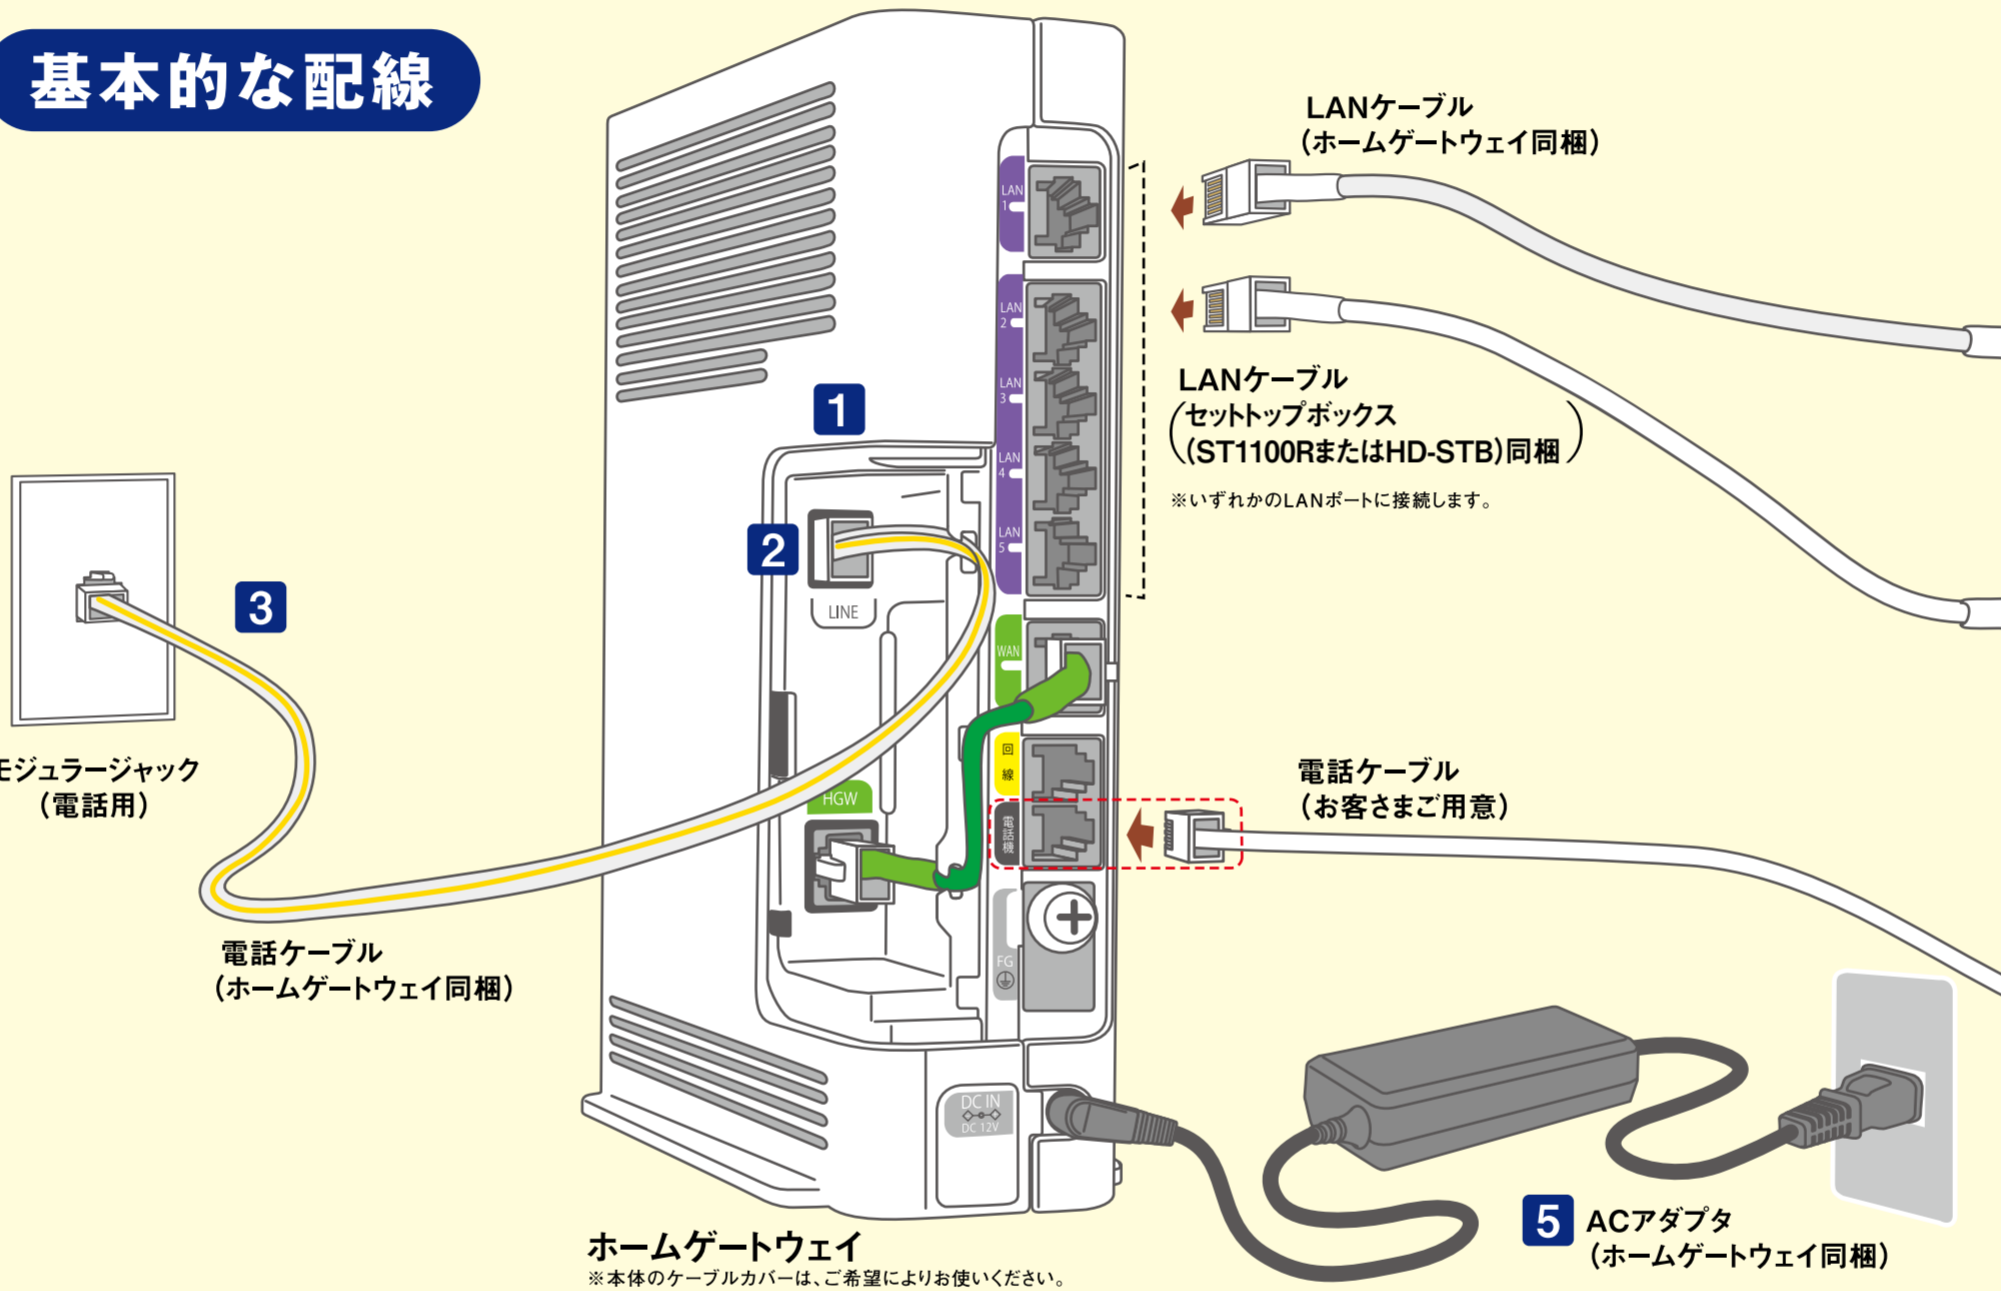 基本的な配線
LANケーブル
（ホームゲートウェイ同梱）
LAN
1
LAN
2
LAN
3
LAN
4
LAN
5
LANケーブル
（セットトップボックス
(ST1100RまたはHD-STB)同梱）
※いずれかのLANポートに接続します。
1
2
LINE
3
WAN
回線
HGW
電話機
モジュラージャック
（電話用）
電話ケーブル
（お客さまご用意）
電話ケーブル
（ホームゲートウェイ同梱）
FG
DC IN
DC 12V
5 ACアダプタ
（ホームゲートウェイ同梱）
ホームゲートウェイ
※本体のケーブルカバーは、ご希望によりお使いください。